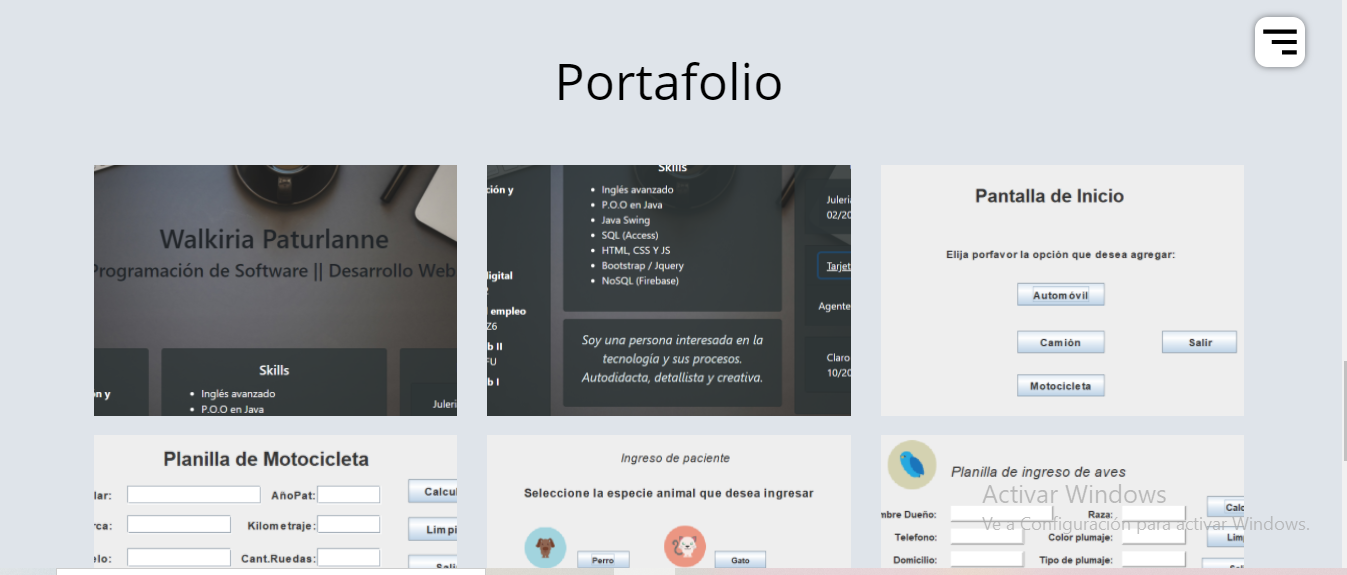 Portafolio
Walkiria Paturlanne
Programación de Software || Desarrollo Web
Skills
Inglés avanzado
P.O.O en Java
n y
Juleri
Skills
Inglés avanzado
P.O.O en Java
Java Swing
SQL (Access)
HTML, CSS Y JS
Bootstrap / Jquery
NoSQL (Firebase)
Soy una persona interesada en la
tecnología y sus procesos.
Autodidacta, detallista y creativa.
ción y
digital
l empleo
Z6
b II
FU
b I
Juleria
02/20
Tarjet
Agente
Claro
10/20
Pantalla de Inicio
Elija porfavor la opción que desea agregar:
Automóvil
Camión
Salir
Motocicleta
Planilla de Motocicleta
lar:
AñoPat:
Calcul
rca:
Kilometraje:
Limpi
elo:
Cant.Ruedas:
Sali
Ingreso de paciente
Seleccione la especie animal que desea ingresar
Perro
Gato
Planilla de ingreso de aves
mbre Dueño:
Raza:
Calc
Telefono:
Color plumaje:
Limp
Domicilio:
Tipo de plumaje:
Activar Windows
Ve a Configuración para activar Windows.